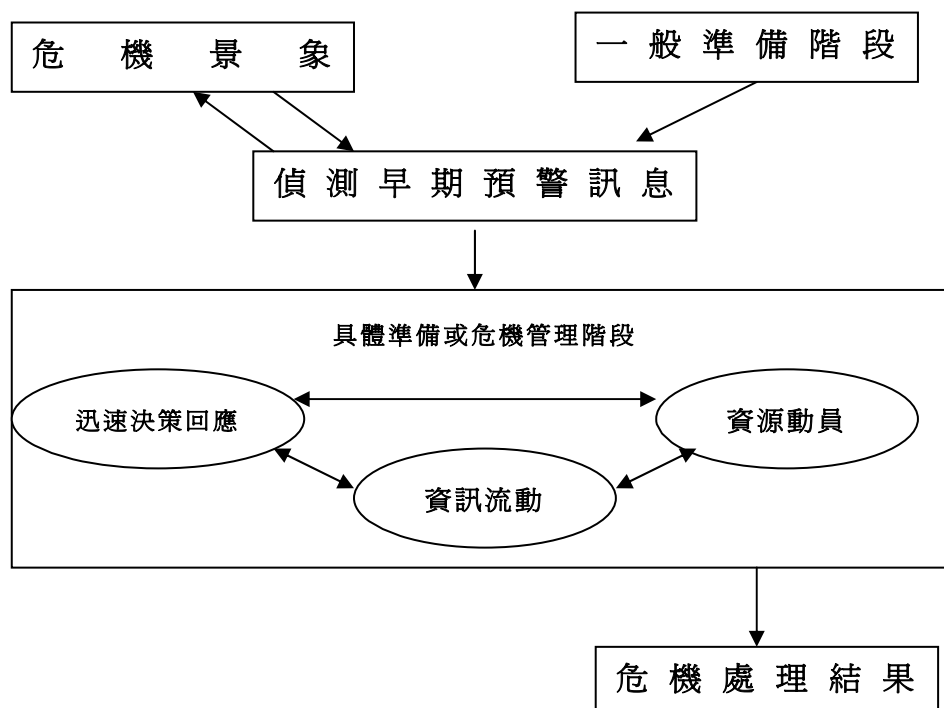 危機景象
一般準備階段
偵測早期預警訊息
具體準備或危機管理階段
迅速決策回應
資源動員
資訊流動
危機處理結果